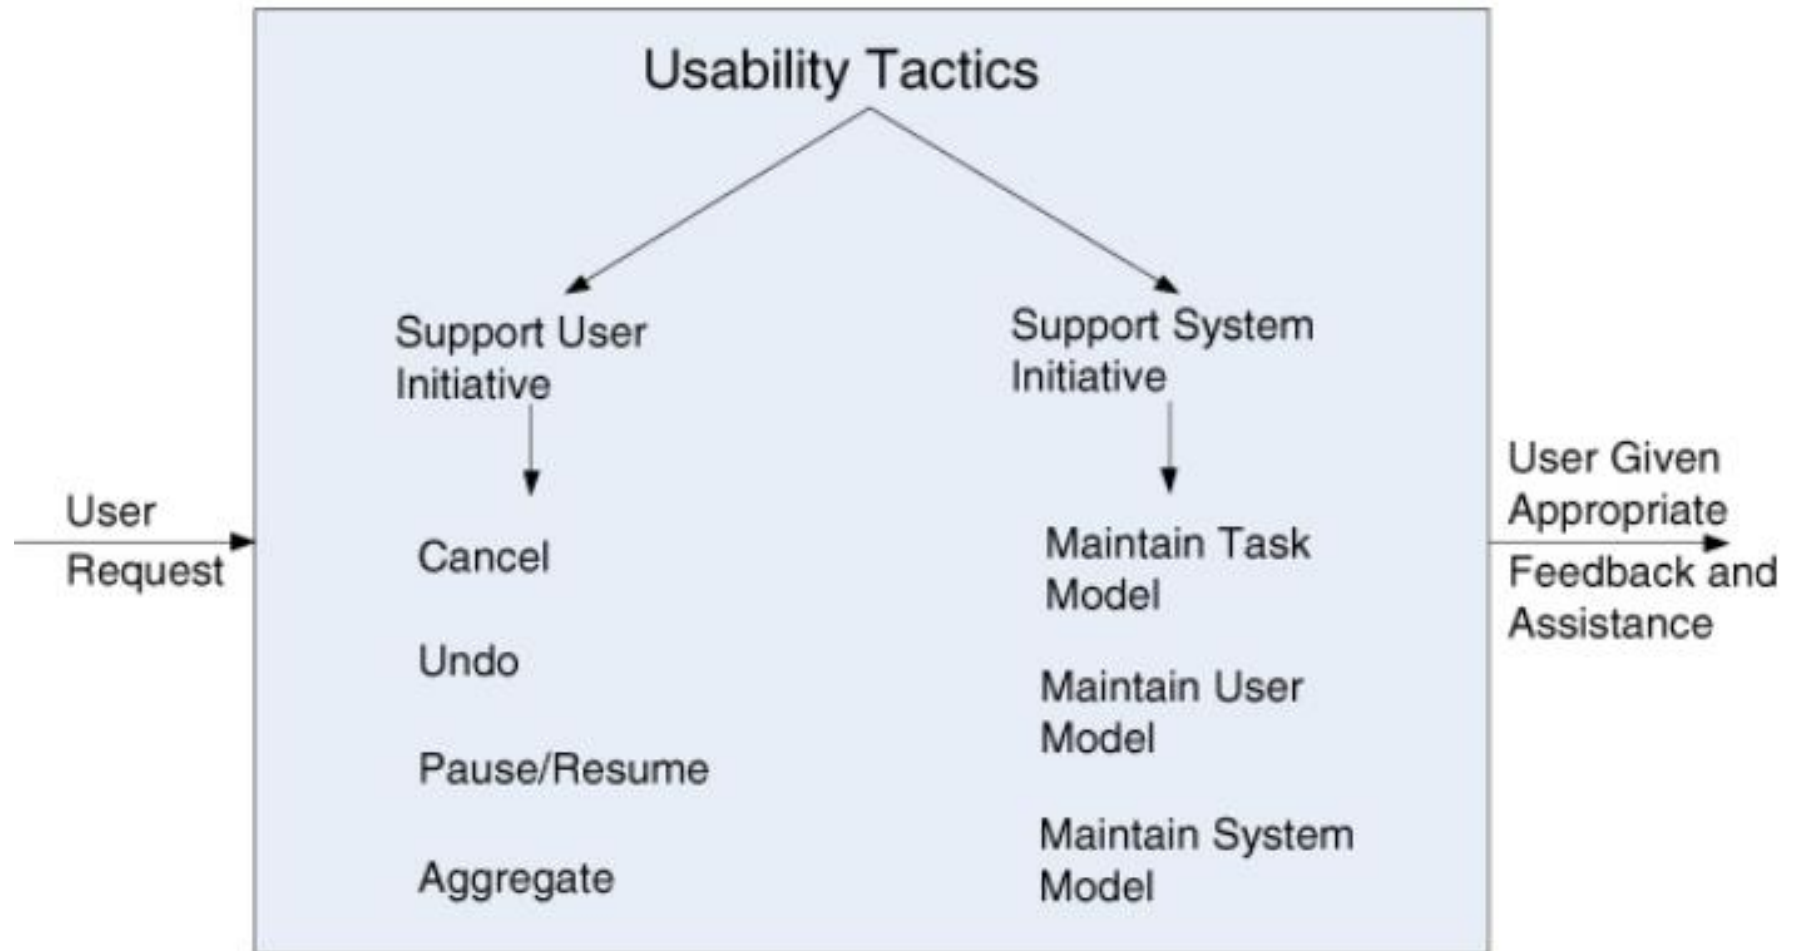 Usability Tactics
Support User
Initiative
Support System
Initiative
User
Request
Cancel
Undo
Pause/Resume
Aggregate
Maintain Task
Model
Maintain User
Model
Maintain System
Model
User Given
Appropriate
Feedback and
Assistance